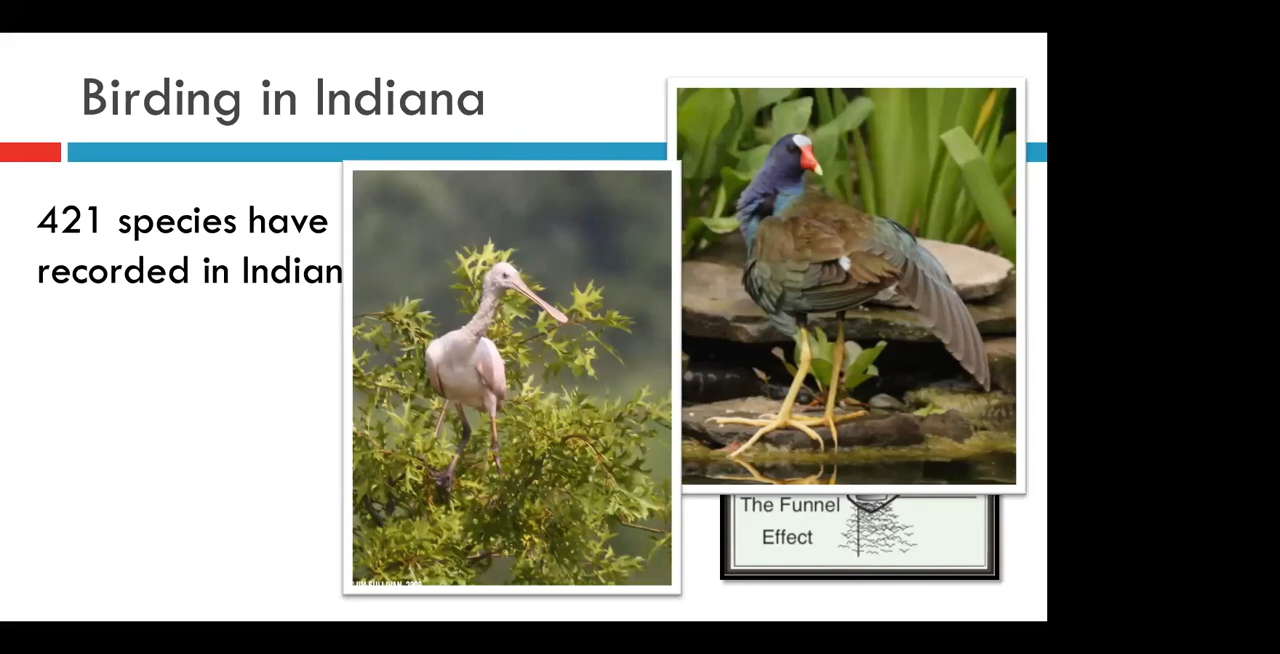 Birding in Indiana
421 species have
recorded in Indian
The Funnel
Effect